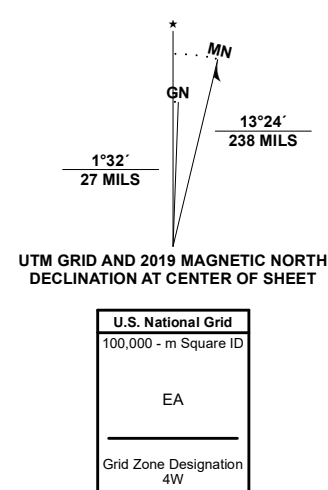 ★
MN
GN
13°24´
238 MILS
1°32´
27 MILS
UTM GRID AND 2019 MAGNETIC NORTH
DECLINATION AT CENTER OF SHEET
U.S. National Grid
100,000 - m Square ID
EA
Grid Zone Designation
4W